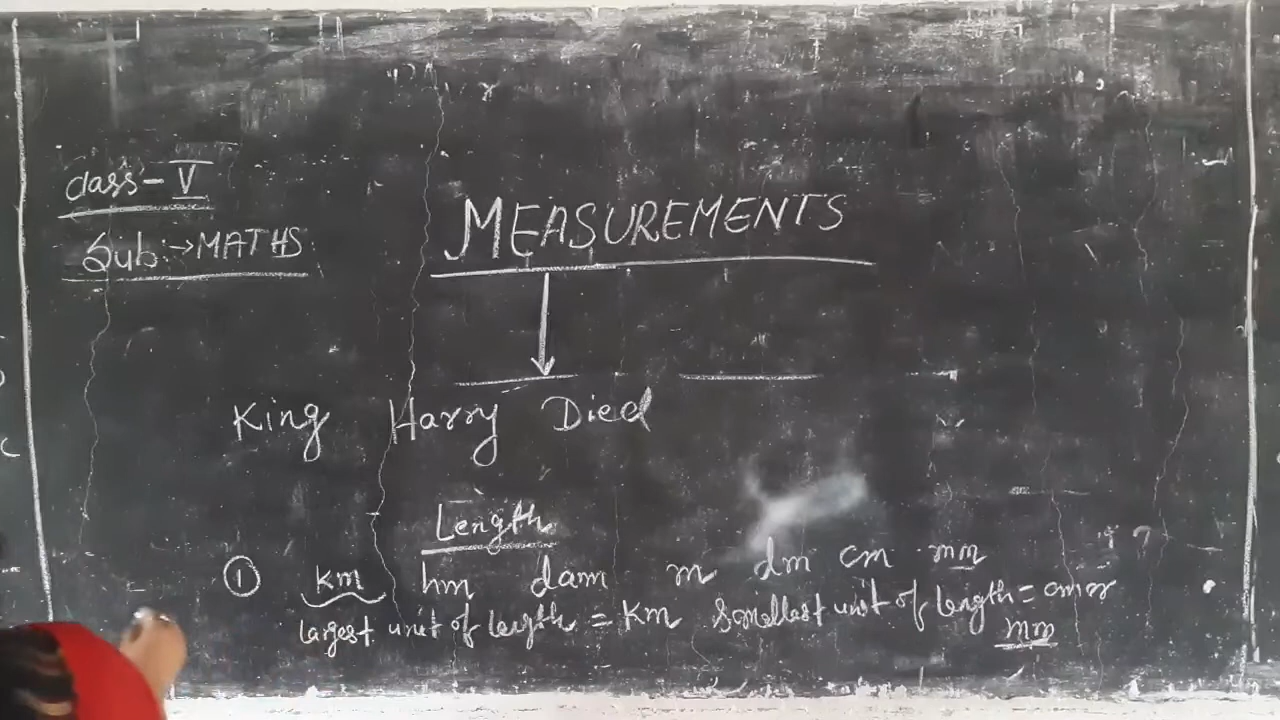 class - V
Sub:→ MATHS
MEASUREMENTS
King Harry Died
Length
① km hm dam m dm cm mm
largest unit of length = Km smallest unit of length =
mm